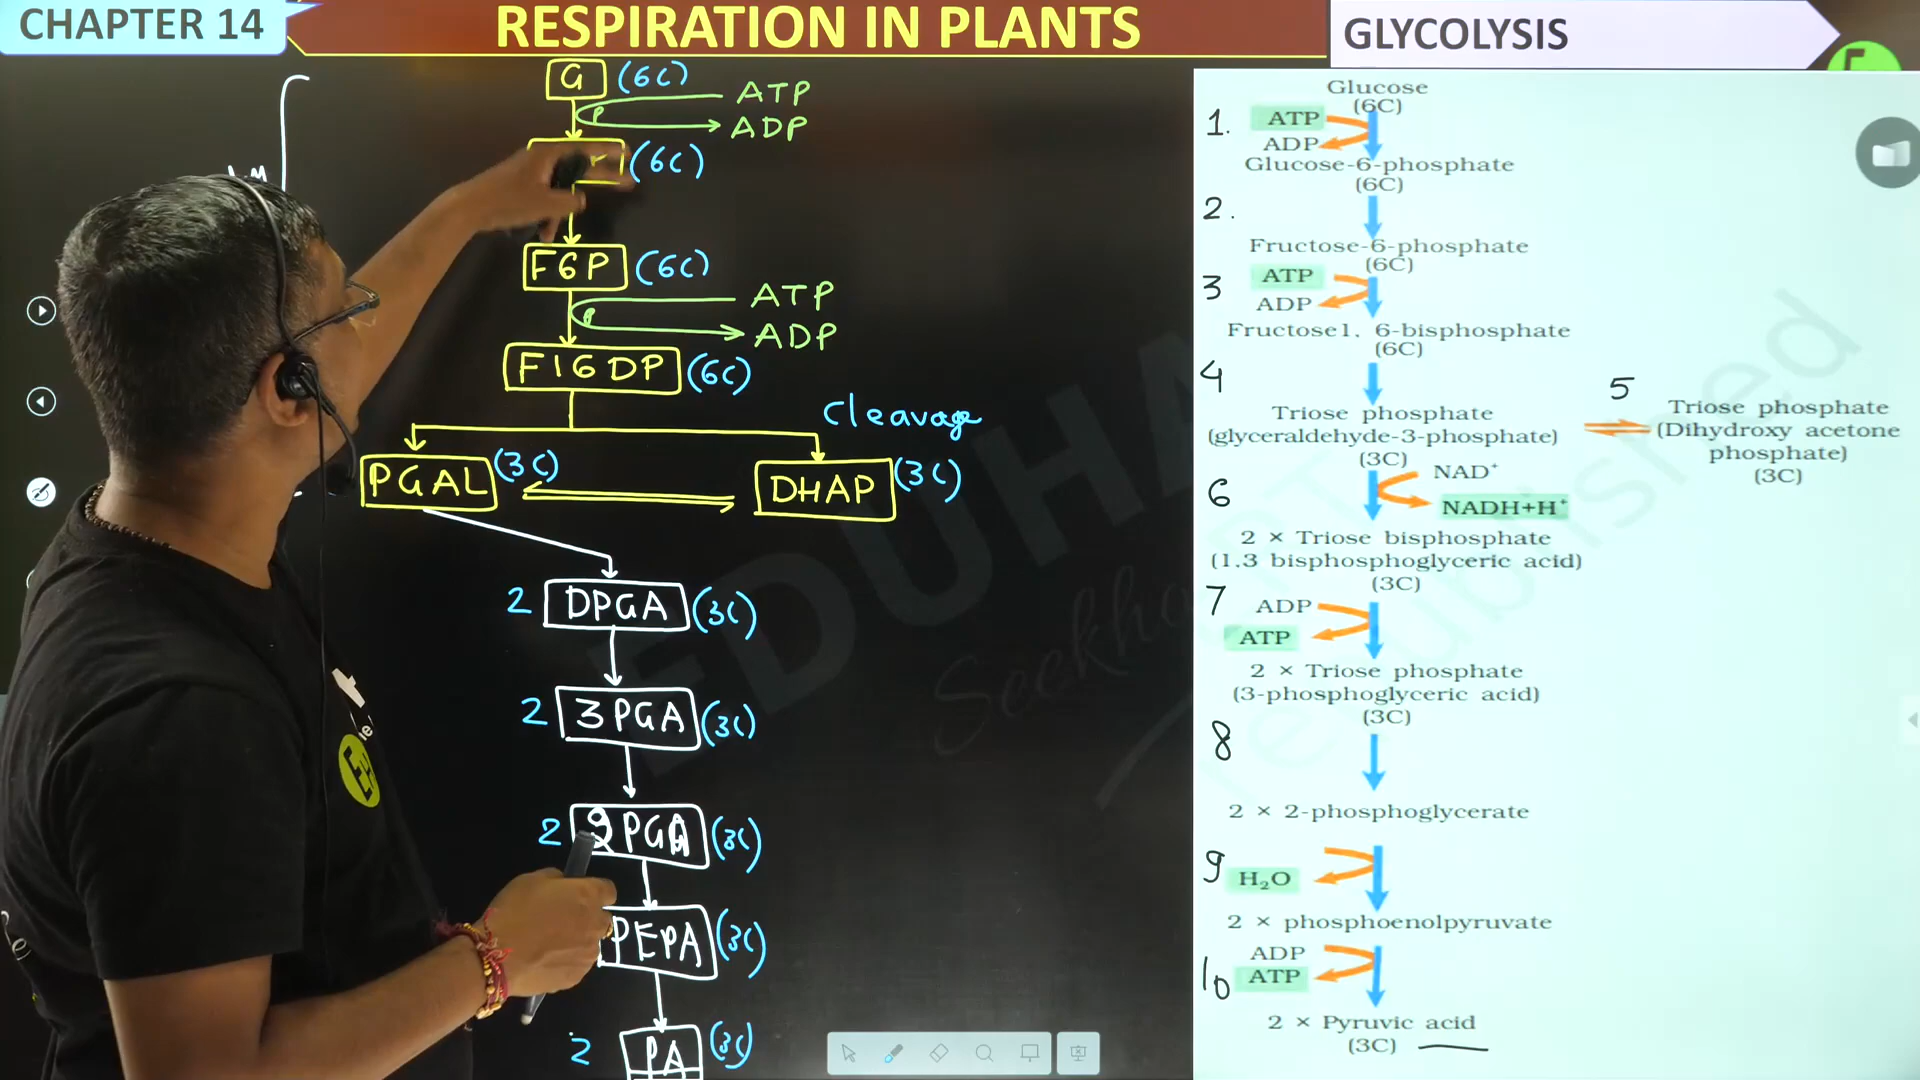 CHAPTER 14
RESPIRATION IN PLANTS
GLYCOLYSIS
G (6C)
ATP
P
ADP
(6C)
F6P (6C)
ATP
P
ADP
F16DP (6C)
Cleavage
PGAL (3C)
DHAP (3C)
2 DPGA (3C)
2 3PGA (3C)
2 2PGA (3C)
PEPA (3C)
2 PA (3C)
EDUHA
Seekho
Glucose
(6C)
1. ATP
ADP
Glucose-6-phosphate
(6C)
2.
Fructose-6-phosphate
(6C)
3 ATP
ADP
Fructose1, 6-bisphosphate
(6C)
4
Triose phosphate
(glyceraldehyde-3-phosphate)
(3C)
5
Triose phosphate
(Dihydroxy acetone
phosphate)
(3C)
6 NAD+
NADH+H+
2 × Triose bisphosphate
(1,3 bisphosphoglyceric acid)
(3C)
7 ADP
ATP
2 × Triose phosphate
(3-phosphoglyceric acid)
(3C)
8
2 × 2-phosphoglycerate
9 H₂O
2 × phosphoenolpyruvate
ADP
10 ATP
2 × Pyruvic acid
(3C)